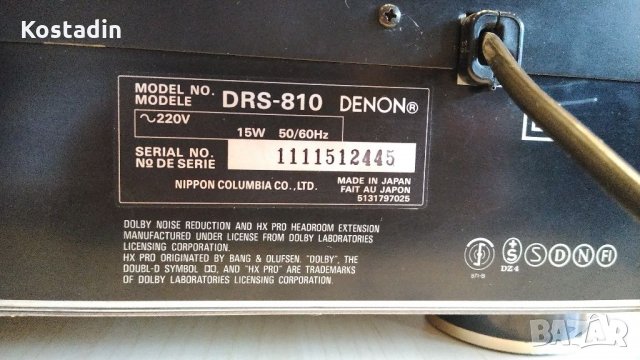 Kostadin
MODEL NO.
MODELE
DRS-810 DENON®
~220V
15W 50/60Hz
SERIAL NO.
NO DE SERIE
1111512445
NIPPON COLUMBIA CO.,LTD.
MADE IN JAPAN
FAIT AU JAPON
5131797025
DOLBY NOISE REDUCTION AND HX PRO HEADROOM EXTENSION
MANUFACTURED UNDER LICENSE FROM DOLBY LABORATORIES
LICENSING CORPORATION.
HX PRO ORIGINATED BY BANG & OLUFSEN. "DOLBY", THE
DOUBL-D SYMBOL DD, AND "HX PRO" ARE TRADEMARKS
OF DOLBY LABORATORIES LICENSING CORPORATION.
S D N FI
DZ4
BAZAR